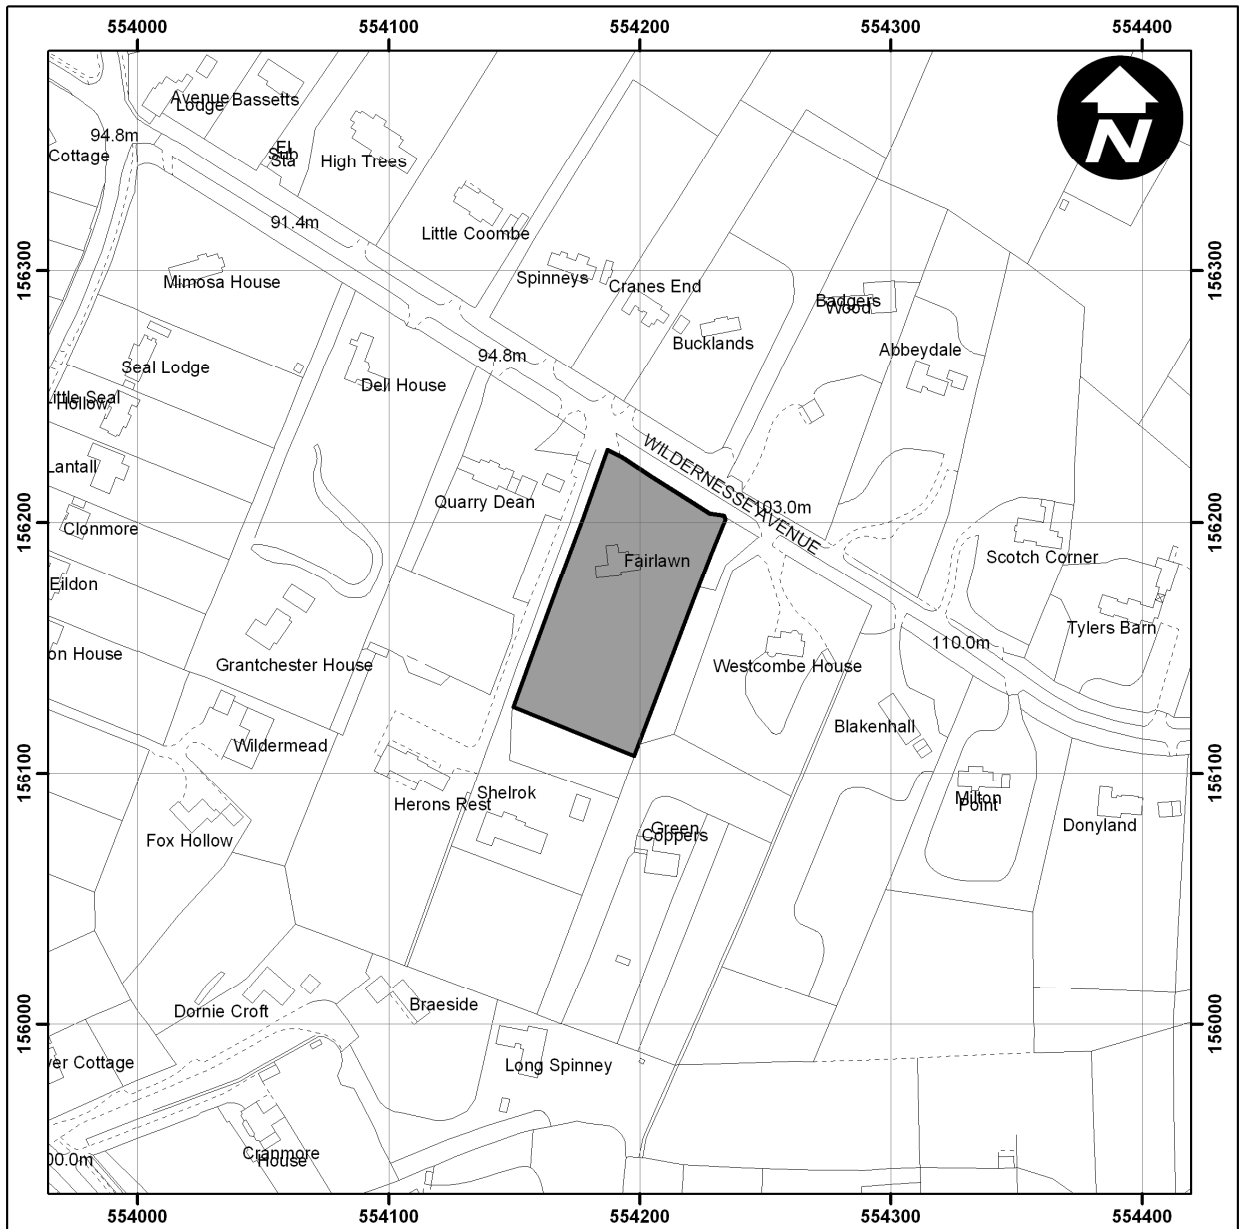 554000 554100 554200 554300 554400
Avenue
Lodge
Bassetts
94.8m
El
Sub
Sta
Cottage
High Trees
91.4m
Little Coombe
156300
156300
Mimosa House
Spinneys
Cranes End
Badgers
Wood
Bucklands
Abbeydale
94.8m
Seal Lodge
Dell House
Little Seal
Hollow
WILDERNESSE AVENUE
Lantall
Quarry Dean
103.0m
156200
156200
Clonmore
Scotch Corner
Fairlawn
Eildon
Tylers Barn
110.0m
on House
Grantchester House
Westcombe House
Blakenhall
Wildermead
156100
156100
Shelrok
Herons Rest
Milton
Point
Green
Coppers
Donyland
Fox Hollow
Dornie Croft
Braeside
156000
156000
ver Cottage
Long Spinney
Cranmore
House
00.0m
554000 554100 554200 554300 554400
N